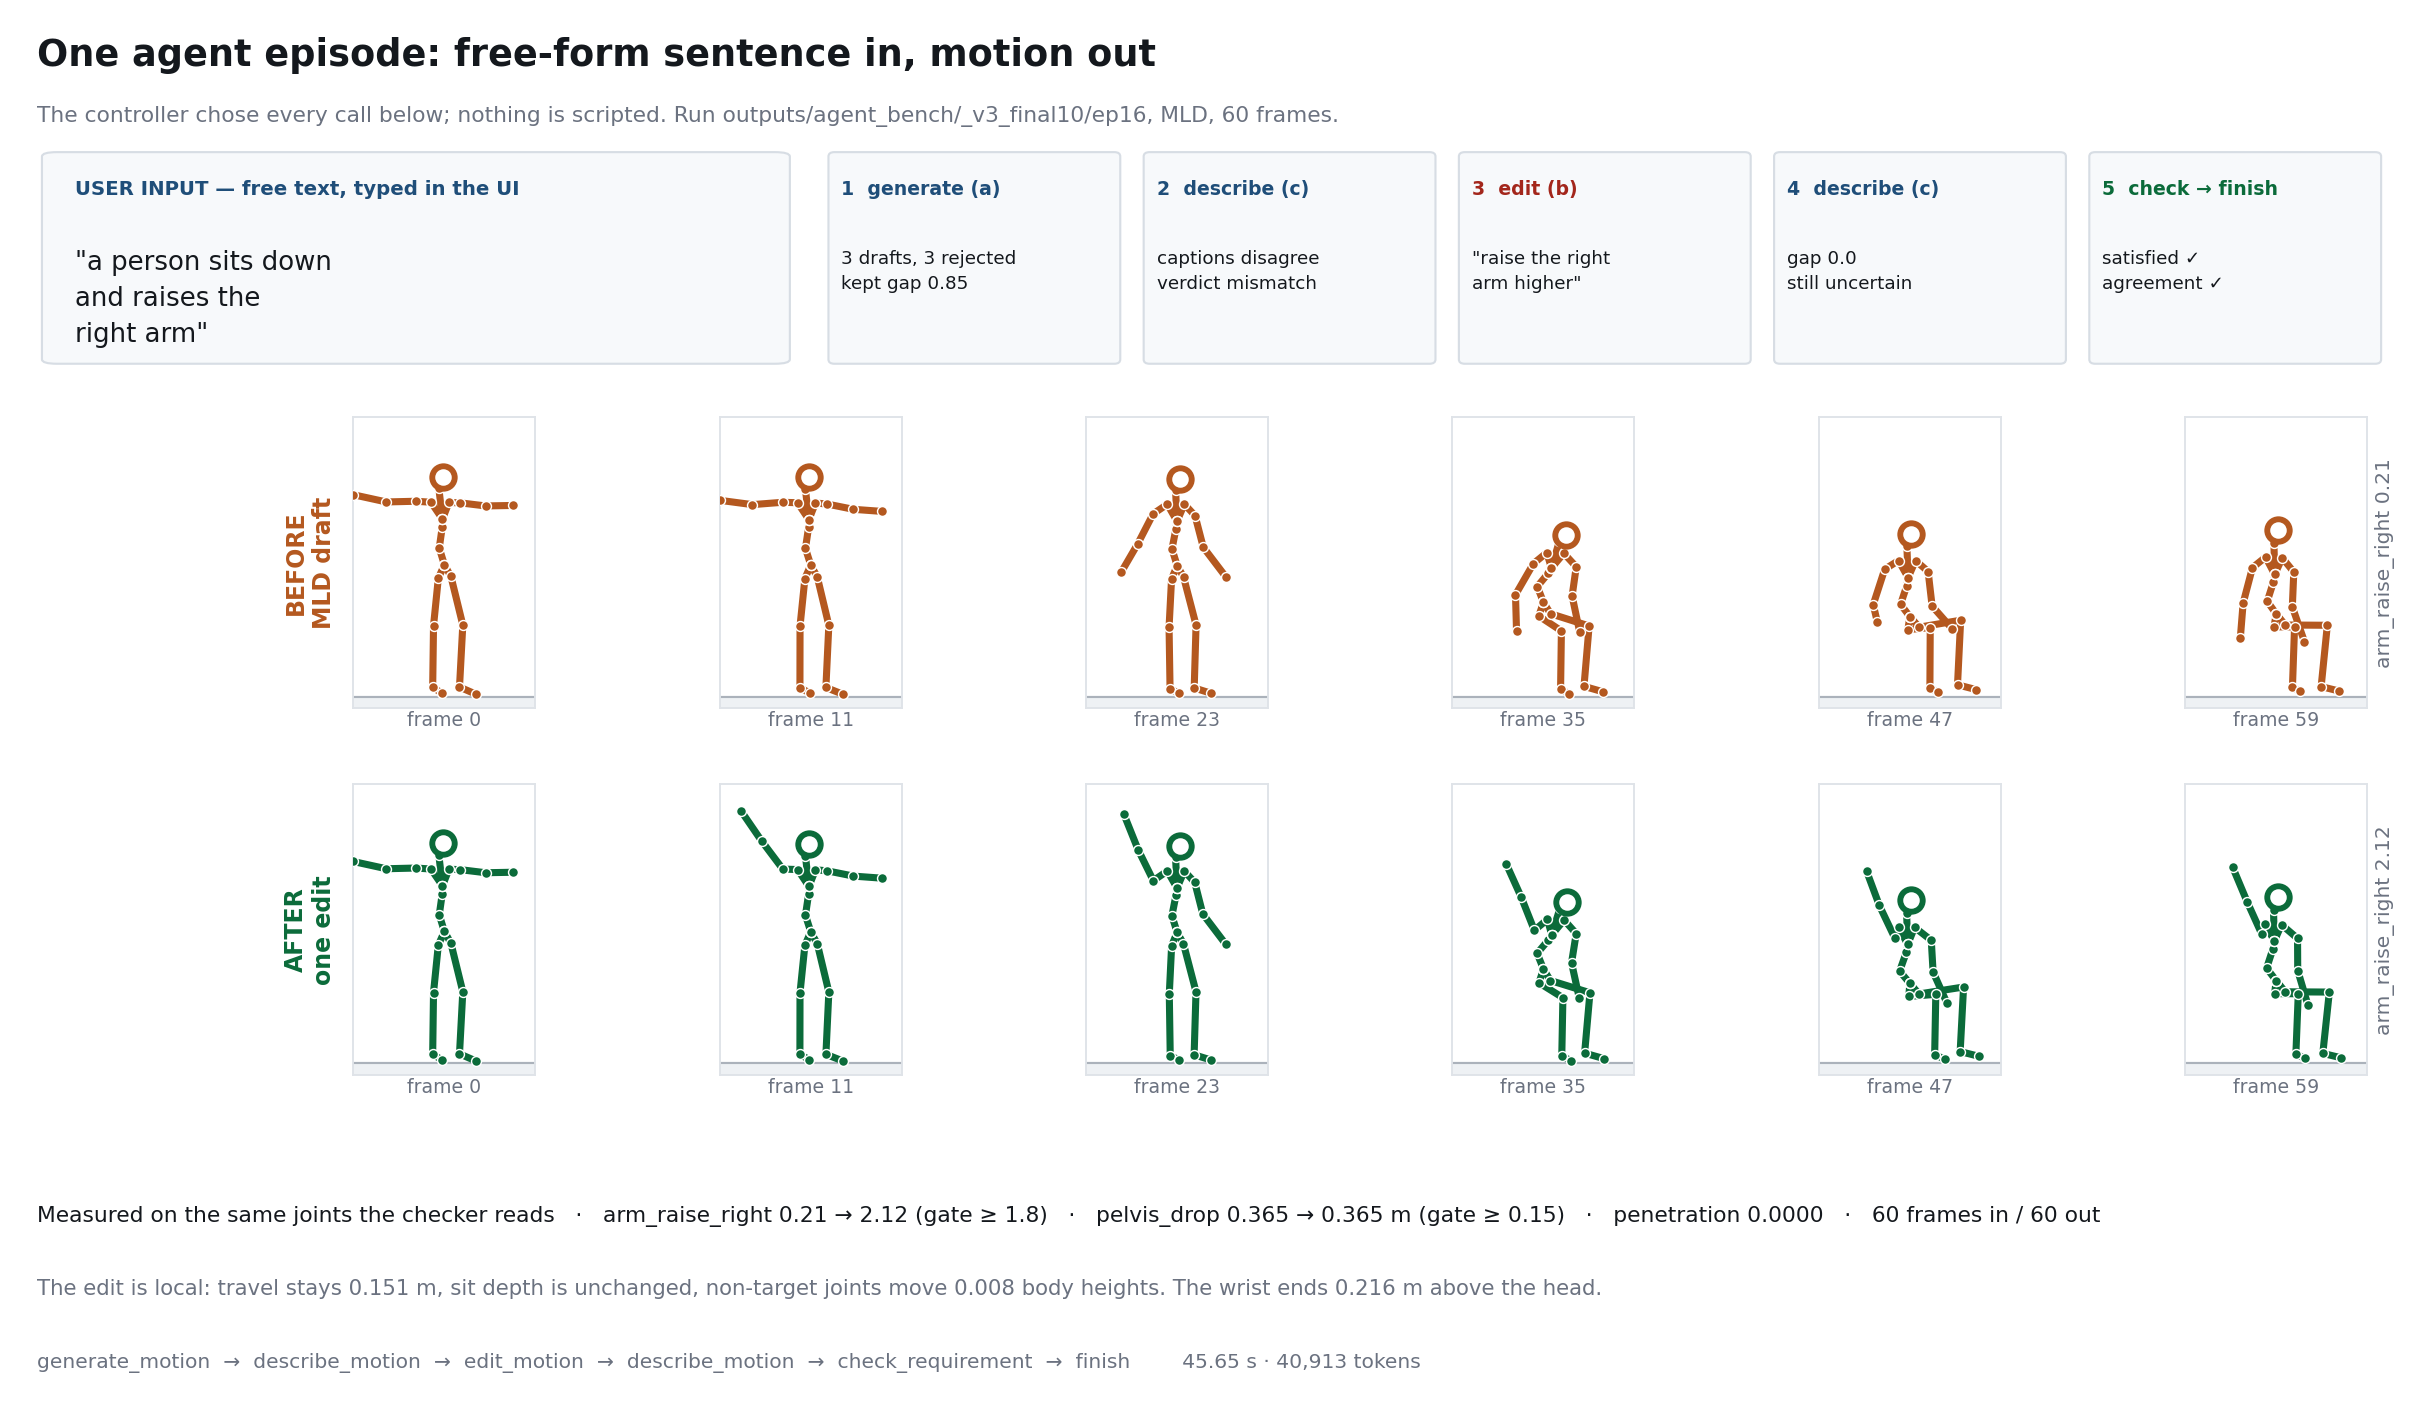 One agent episode: free-form sentence in, motion out
The controller chose every call below; nothing is scripted. Run outputs/agent_bench/_v3_final10/ep16, MLD, 60 frames.
USER INPUT — free text, typed in the UI
"a person sits down
and raises the
right arm"
1 generate (a)
3 drafts, 3 rejected
kept gap 0.85
2 describe (c)
captions disagree
verdict mismatch
3 edit (b)
"raise the right
arm higher"
4 describe (c)
gap 0.0
still uncertain
5 check → finish
satisfied ✓
agreement ✓
BEFORE
MLD draft
frame 0
frame 11
frame 23
frame 35
frame 47
frame 59
arm_raise_right 0.21
AFTER
one edit
frame 0
frame 11
frame 23
frame 35
frame 47
frame 59
arm_raise_right 2.12
Measured on the same joints the checker reads · arm_raise_right 0.21 → 2.12 (gate ≥ 1.8) · pelvis_drop 0.365 → 0.365 m (gate ≥ 0.15) · penetration 0.0000 · 60 frames in / 60 out
The edit is local: travel stays 0.151 m, sit depth is unchanged, non-target joints move 0.008 body heights. The wrist ends 0.216 m above the head.
generate_motion → describe_motion → edit_motion → describe_motion → check_requirement → finish 45.65 s · 40,913 tokens